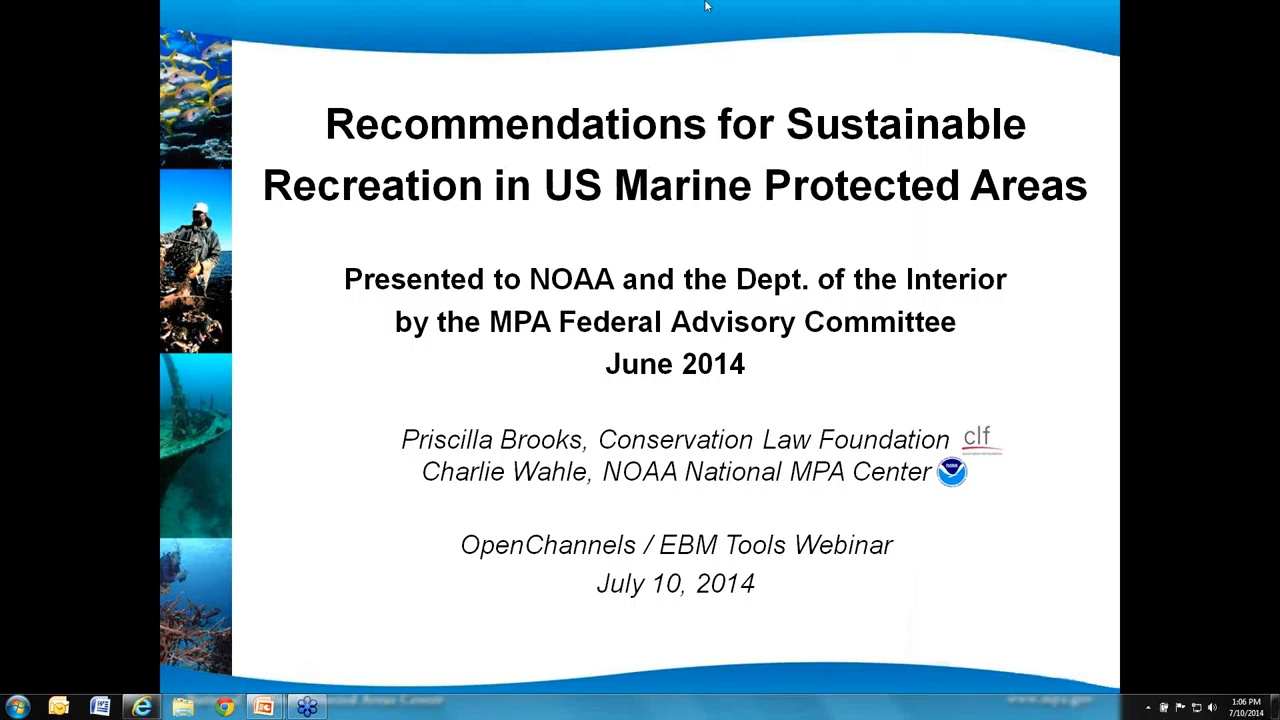 Recommendations for Sustainable
Recreation in US Marine Protected Areas
Presented to NOAA and the Dept. of the Interior
by the MPA Federal Advisory Committee
June 2014
Priscilla Brooks, Conservation Law Foundation clf
Charlie Wahle, NOAA National MPA Center
OpenChannels / EBM Tools Webinar
July 10, 2014
1:06 PM
7/10/2014